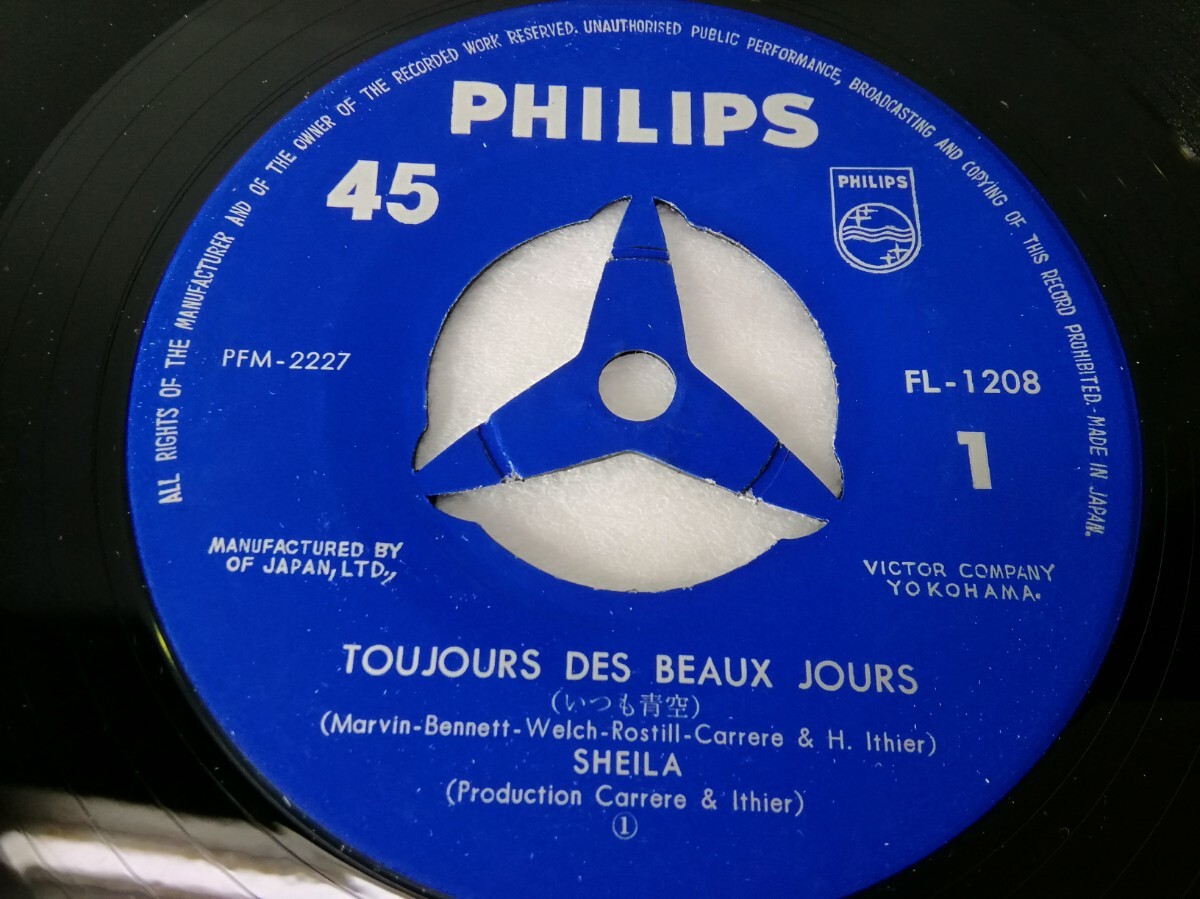 ALL RIGHTS OF THE MANUFACTURER AND OF THE OWNER OF THE RECORDED WORK RESERVED. UNAUTHORISED PUBLIC PERFORMANCE, BROADCASTING AND COPYING OF THIS RECORD PROHIBITED.-MADE IN JAPAN.
PHILIPS
45
PHILIPS
PFM-2227
FL-1208
1
MANUFACTURED BY
OF JAPAN, LTD.,
VICTOR COMPANY
YOKOHAMA.
TOUJOURS DES BEAUX JOURS
(いつも青空)
(Marvin-Bennett-Welch-Rostill-Carrere & H. Ithier)
SHEILA
(Production Carrere & Ithier)
①